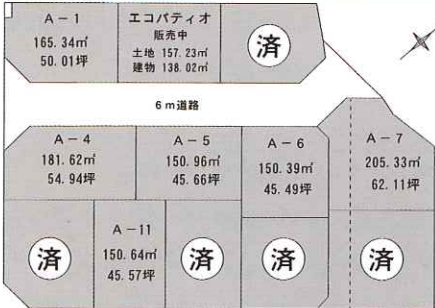 A－1
165.34㎡
50.01坪
エコパティオ
販売中
土地 157.23㎡
建物 138.02㎡
済
6ｍ道路
A－4
181.62㎡
54.94坪
A－5
150.96㎡
45.66坪
A－6
150.39㎡
45.49坪
A－7
205.33㎡
62.11坪
済
A－11
150.64㎡
45.57坪
済
済
済